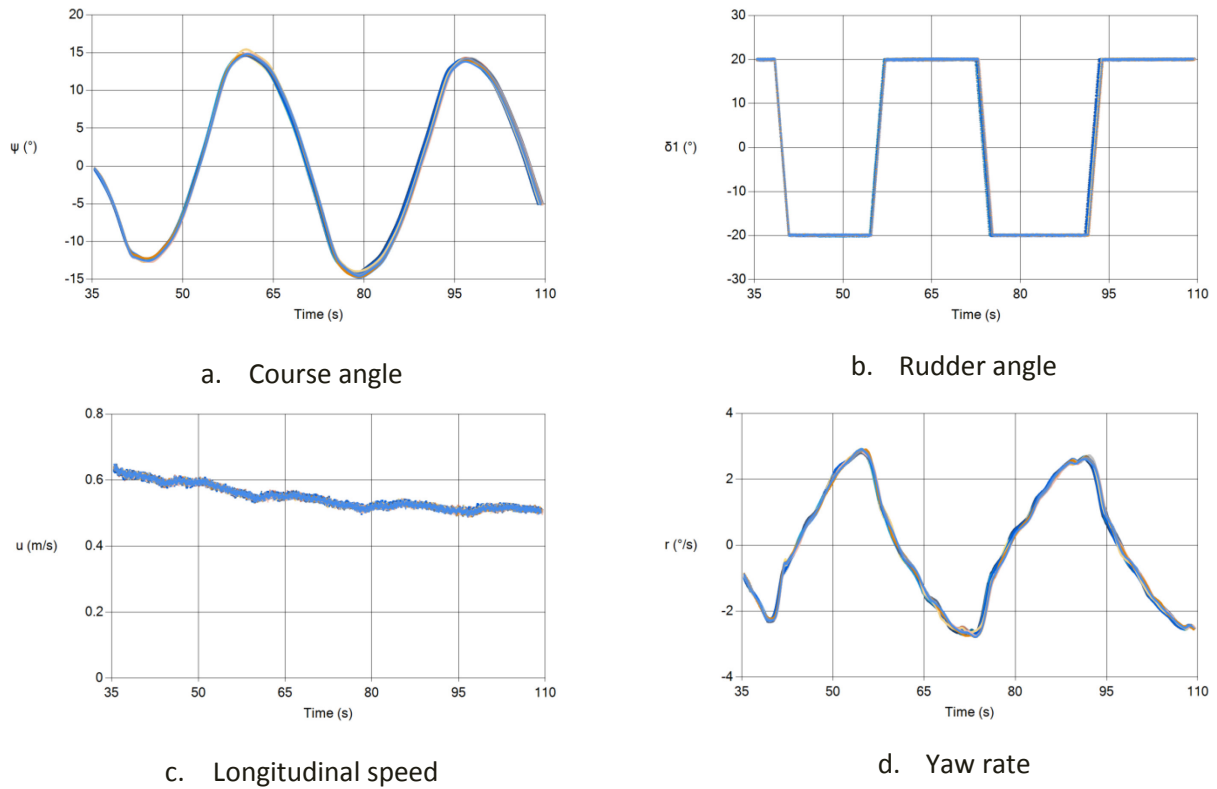 20
15
10
5
0
-5
-10
-15
ψ (°)
35 50 65 80 95 110
Time (s)
a. Course angle
30
20
10
0
-10
-20
-30
δ1 (°)
35 50 65 80 95 110
Time (s)
b. Rudder angle
0.8
0.6
0.4
0.2
0
u (m/s)
35 50 65 80 95 110
Time (s)
c. Longitudinal speed
4
2
0
-2
-4
r (°/s)
35 50 65 80 95 110
Time (s)
d. Yaw rate